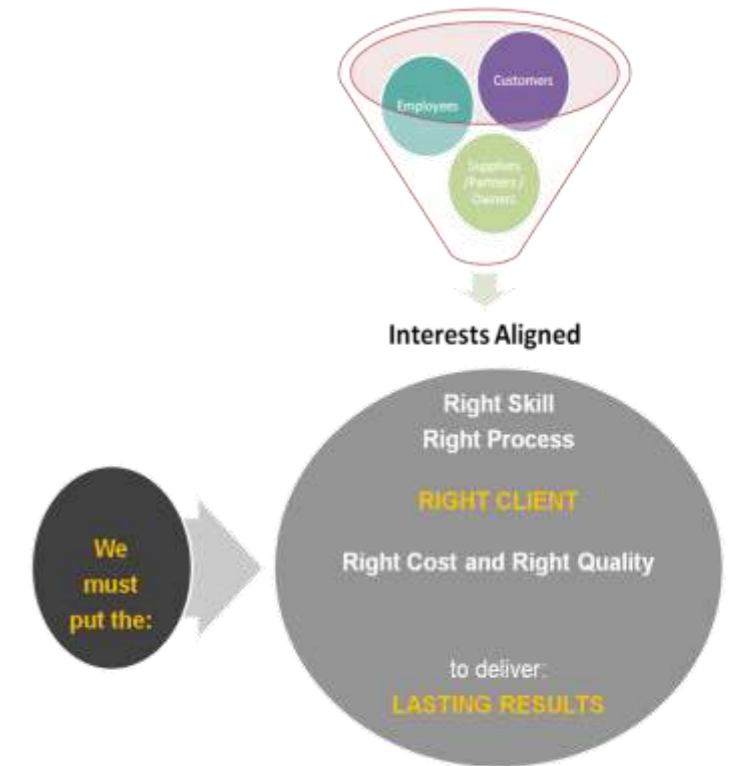 Customers
Employees
Suppliers
/Partners /
Owners
Interests Aligned
Right Skill
Right Process
RIGHT CLIENT
Right Cost and Right Quality
We
must
put the:
to deliver:
LASTING RESULTS